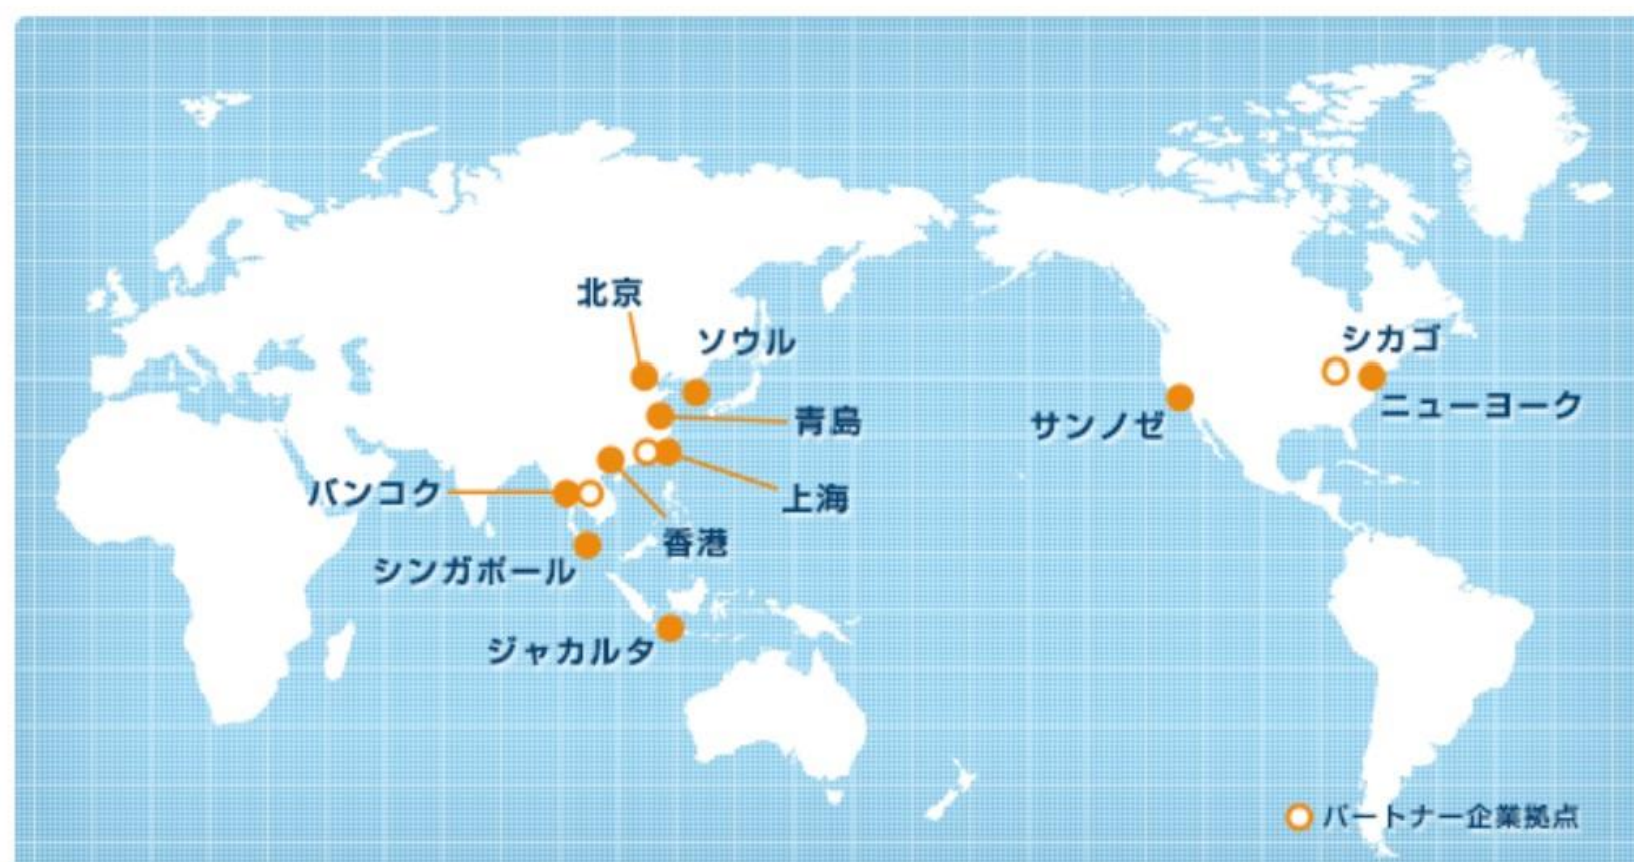 北京
ソウル
シカゴ
ニューヨーク
サンノゼ
青島
バンコク
上海
香港
シンガポール
ジャカルタ
パートナー企業拠点